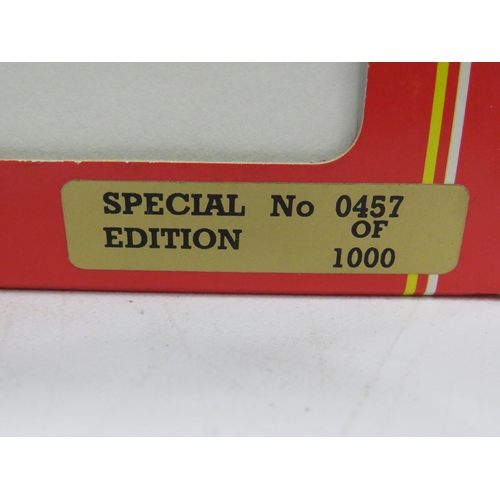 SPECIAL No 0457
OF
EDITION
1000